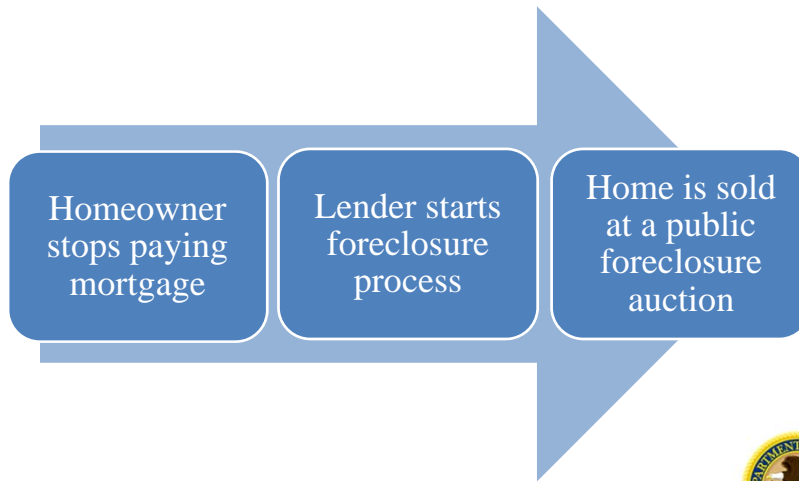 Homeowner
stops paying
mortgage
Lender starts
foreclosure
process
Home is sold
at a public
foreclosure
auction